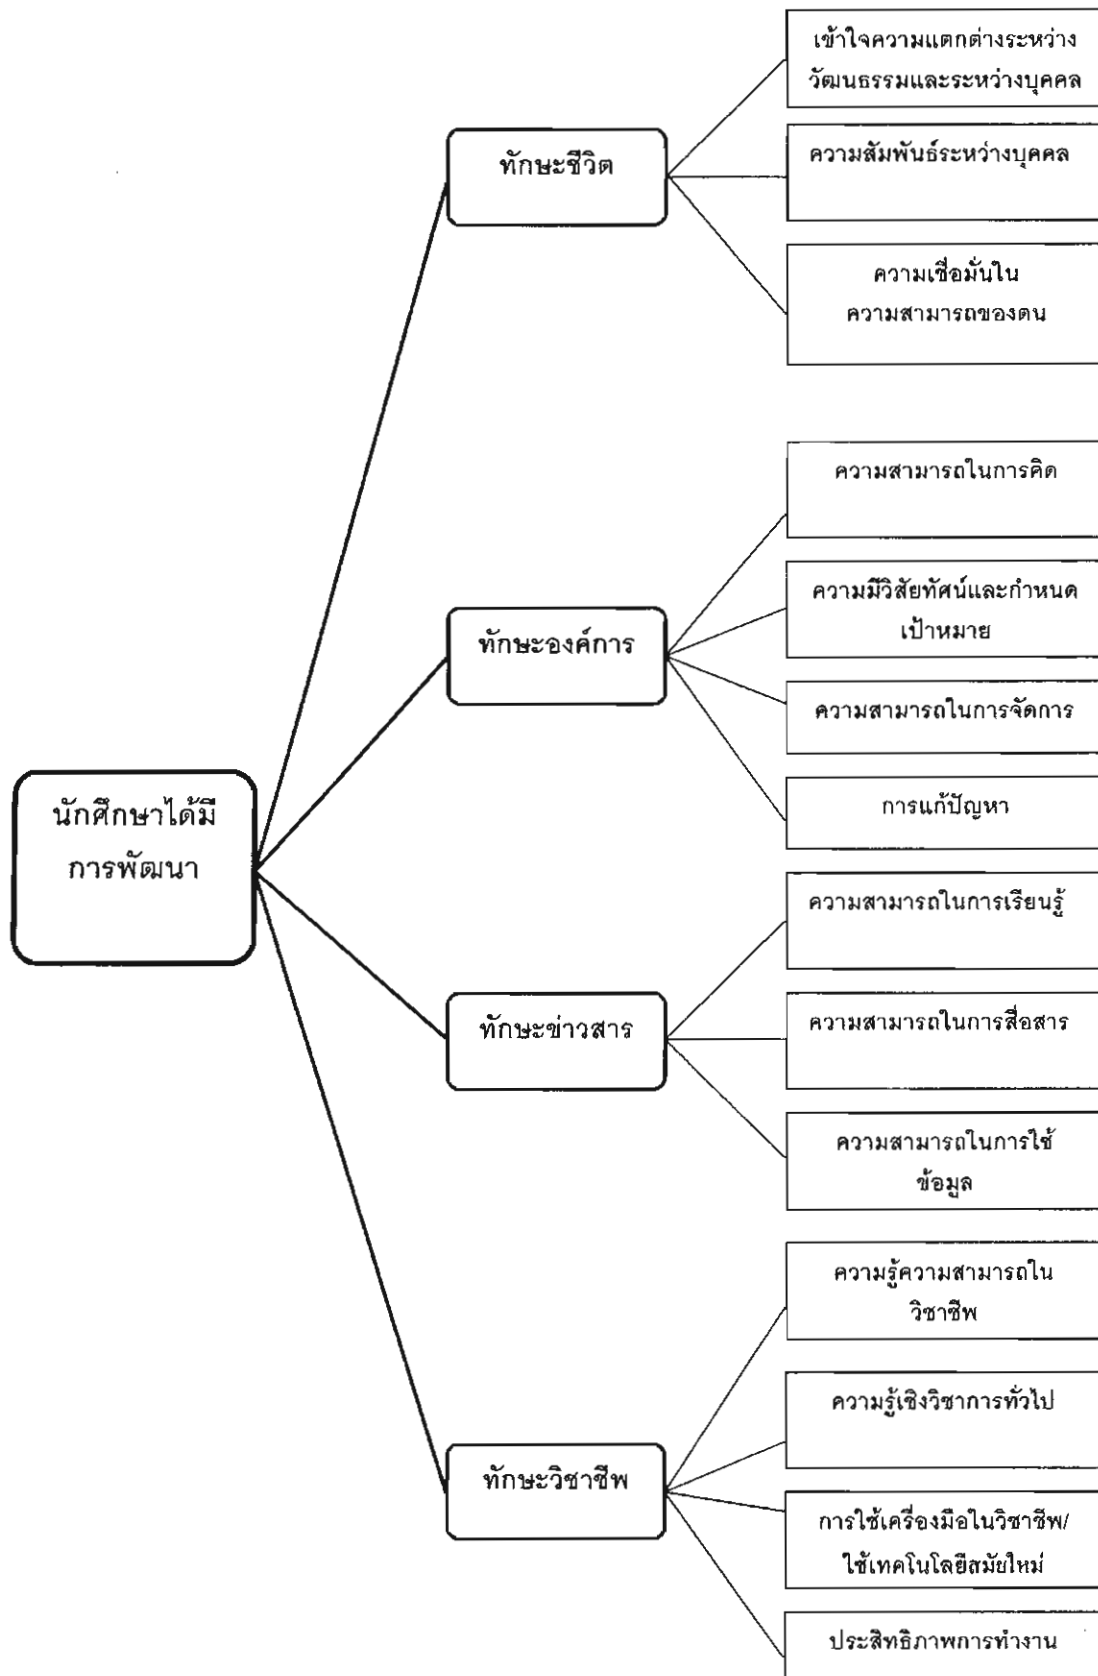 เข้าใจความแตกต่างระหว่าง
วัฒนธรรมและระหว่างบุคคล
ทักษะชีวิต
ความสัมพันธ์ระหว่างบุคคล
ความเชื่อมั่นใน
ความสามารถของตน
ความสามารถในการคิด
ความมีวิสัยทัศน์และกำหนด
เป้าหมาย
ทักษะองค์การ
ความสามารถในการจัดการ
การแก้ปัญหา
นักศึกษาได้มี
การพัฒนา
ความสามารถในการเรียนรู้
ทักษะข่าวสาร
ความสามารถในการสื่อสาร
ความสามารถในการใช้
ข้อมูล
ความรู้ความสามารถใน
วิชาชีพ
ความรู้เชิงวิชาการทั่วไป
ทักษะวิชาชีพ
การใช้เครื่องมือในวิชาชีพ/
ใช้เทคโนโลยีสมัยใหม่
ประสิทธิภาพการทำงาน